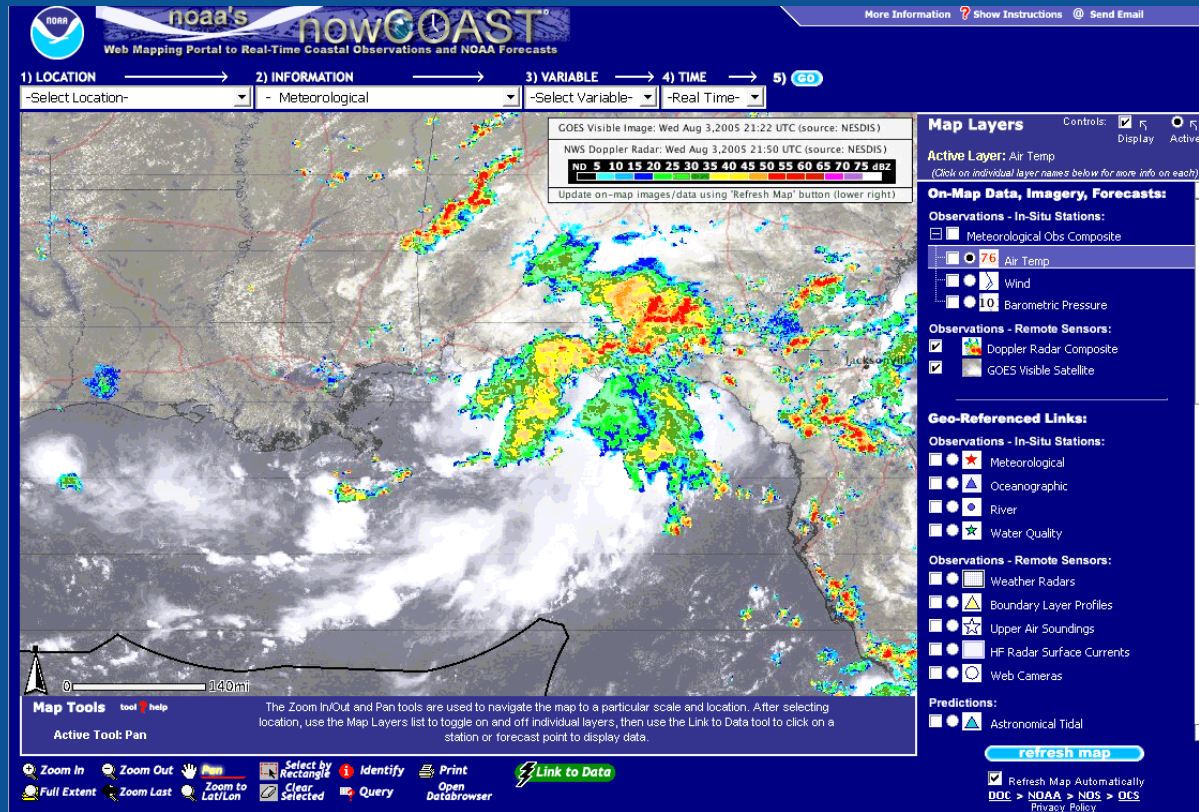 NOAA
noaa's
nowCOAST
Web Mapping Portal to Real-Time Coastal Observations and NOAA Forecasts
More Information ? Show Instructions @ Send Email
1) LOCATION 2) INFORMATION 3) VARIABLE 4) TIME 5) GO
-Select Location- - Meteorological -Select Variable- -Real Time-
GOES Visible Image: Wed Aug 3,2005 21:22 UTC (source: NESDIS)
NWS Doppler Radar: Wed Aug 3,2005 21:50 UTC (source: NESDIS)
ND 5 10 15 20 25 30 35 40 45 50 55 60 65 70 75 dBZ
Update on-map images/data using 'Refresh Map' button (lower right)
Jacksonville
0 140mi
Map Layers Controls: Display Active
Active Layer: Air Temp
(Click on individual layer names below for more info on each)
On-Map Data, Imagery, Forecasts:
Observations - In-Situ Stations:
Meteorological Obs Composite
76 Air Temp
Wind
10 Barometric Pressure
Observations - Remote Sensors:
Doppler Radar Composite
GOES Visible Satellite
Geo-Referenced Links:
Observations - In-Situ Stations:
Meteorological
Oceanographic
River
Water Quality
Observations - Remote Sensors:
Weather Radars
Boundary Layer Profiles
Upper Air Soundings
HF Radar Surface Currents
Web Cameras
Predictions:
Astronomical Tidal
refresh map
Refresh Map Automatically
DOC > NOAA > NOS > OCS
Privacy Policy
Map Tools tool ? help
Active Tool: Pan
The Zoom In/Out and Pan tools are used to navigate the map to a particular scale and location. After selecting
location, use the Map Layers list to toggle on and off individual layers, then use the Link to Data tool to click on a
station or forecast point to display data.
Zoom In Zoom Out Pan Select by Rectangle Identify Print Link to Data
Full Extent Zoom Last Zoom to Lat/Lon Clear Selected Query Open Databrowser